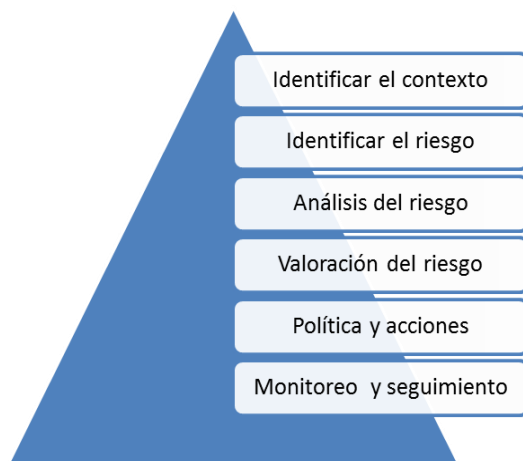 Identificar el contexto
Identificar el riesgo
Análisis del riesgo
Valoración del riesgo
Política y acciones
Monitoreo y seguimiento